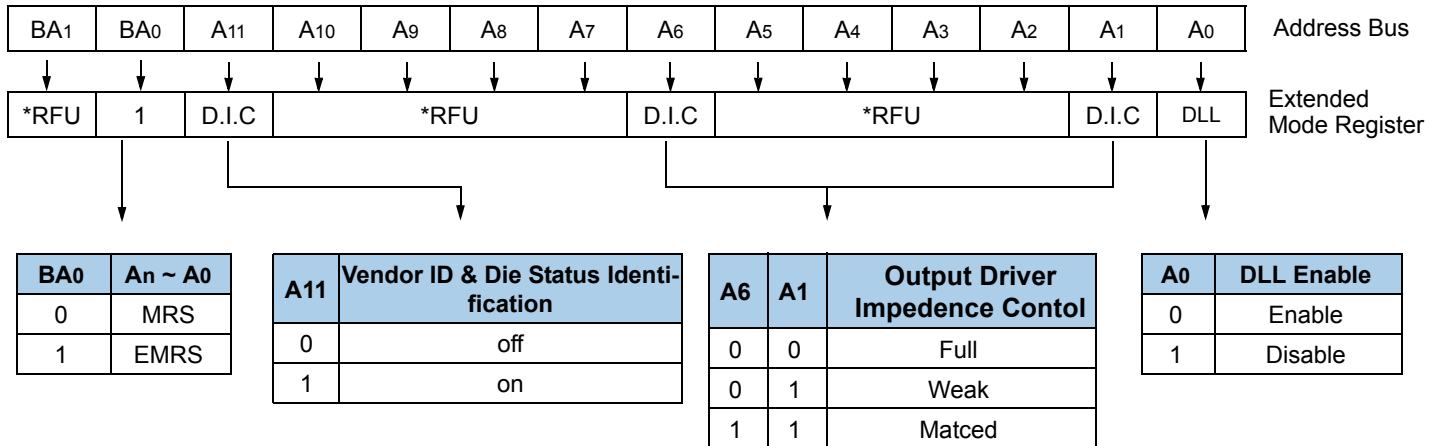 BA1 BA0 A11 A10 A9 A8 A7 A6 A5 A4 A3 A2 A1 A0 Address Bus
*RFU 1 D.I.C *RFU D.I.C *RFU D.I.C DLL Extended
Mode Register
BA0 An ~ A0
0 MRS
1 EMRS
A11 Vendor ID & Die Status Identi-
fication
0 off
1 on
A6 A1 Output Driver
Impedence Contol
0 0 Full
0 1 Weak
1 1 Matced
A0 DLL Enable
0 Enable
1 Disable